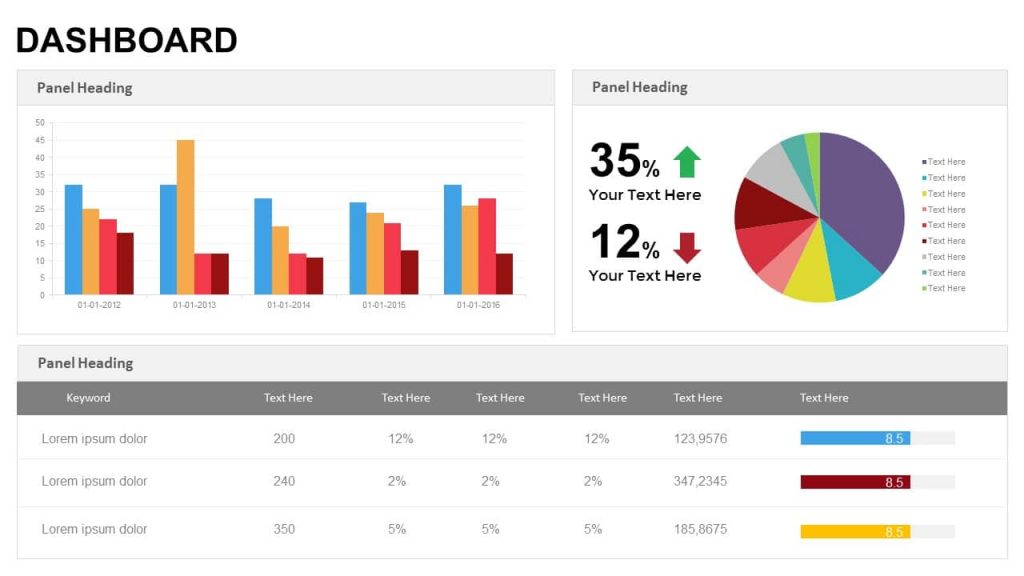 DASHBOARD
Panel Heading
50
45
40
35
30
25
20
15
10
5
0
01-01-2012 01-01-2013 01-01-2014 01-01-2015 01-01-2016
Panel Heading
35%
Your Text Here
12%
Your Text Here
Text Here
Text Here
Text Here
Text Here
Text Here
Text Here
Text Here
Text Here
Text Here
Panel Heading
Keyword Text Here Text Here Text Here Text Here Text Here Text Here
Lorem ipsum dolor 200 12% 12% 12% 123,9576 8.5
Lorem ipsum dolor 240 2% 2% 2% 347,2345 8.5
Lorem ipsum dolor 350 5% 5% 5% 185,8675 8.5